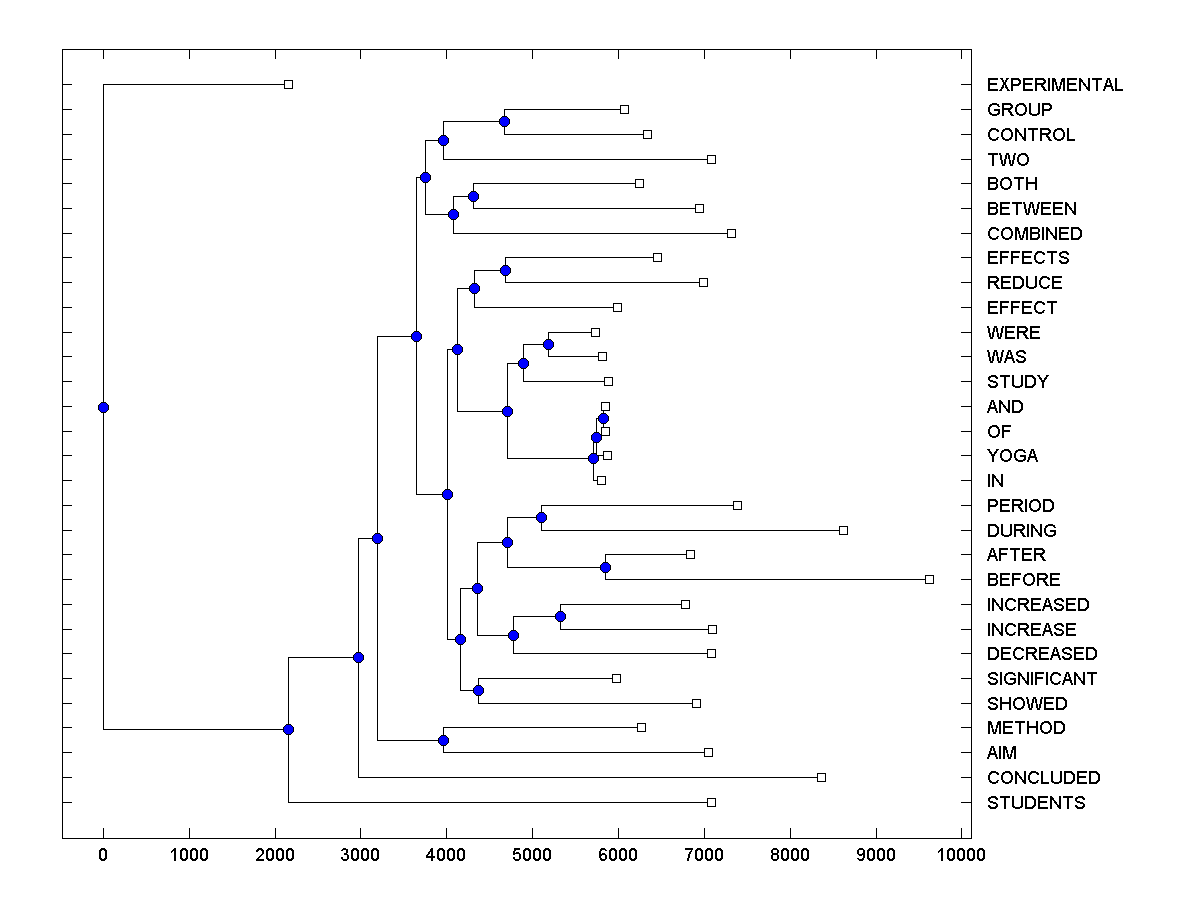 EXPERIMENTAL
GROUP
CONTROL
TWO
BOTH
BETWEEN
COMBINED
EFFECTS
REDUCE
EFFECT
WERE
WAS
STUDY
AND
OF
YOGA
IN
PERIOD
DURING
AFTER
BEFORE
INCREASED
INCREASE
DECREASED
SIGNIFICANT
SHOWED
METHOD
AIM
CONCLUDED
STUDENTS
0 1000 2000 3000 4000 5000 6000 7000 8000 9000 10000